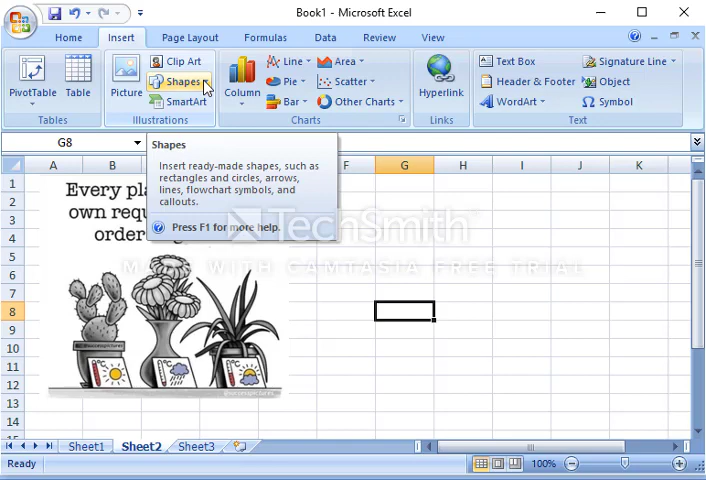 Book1 - Microsoft Excel
Home Insert Page Layout Formulas Data Review View
PivotTable Table Picture Clip Art Shapes SmartArt Column Line Pie Bar Area Scatter Other Charts Hyperlink Text Box Header & Footer WordArt Signature Line Object Symbol
Tables Illustrations Charts Links Text
G8
Shapes
Insert ready-made shapes, such as
rectangles and circles, arrows,
lines, flowchart symbols, and
callouts.
Press F1 for more help.
A B F G H I J K
1
2
3
4
5
6
7
8
9
10
11
12
13
14
Every
own
TechSmith
MADE WITH CAMTASIA FREE TRIAL
°C °C °C
Sheet1 Sheet2 Sheet3
Ready 100%